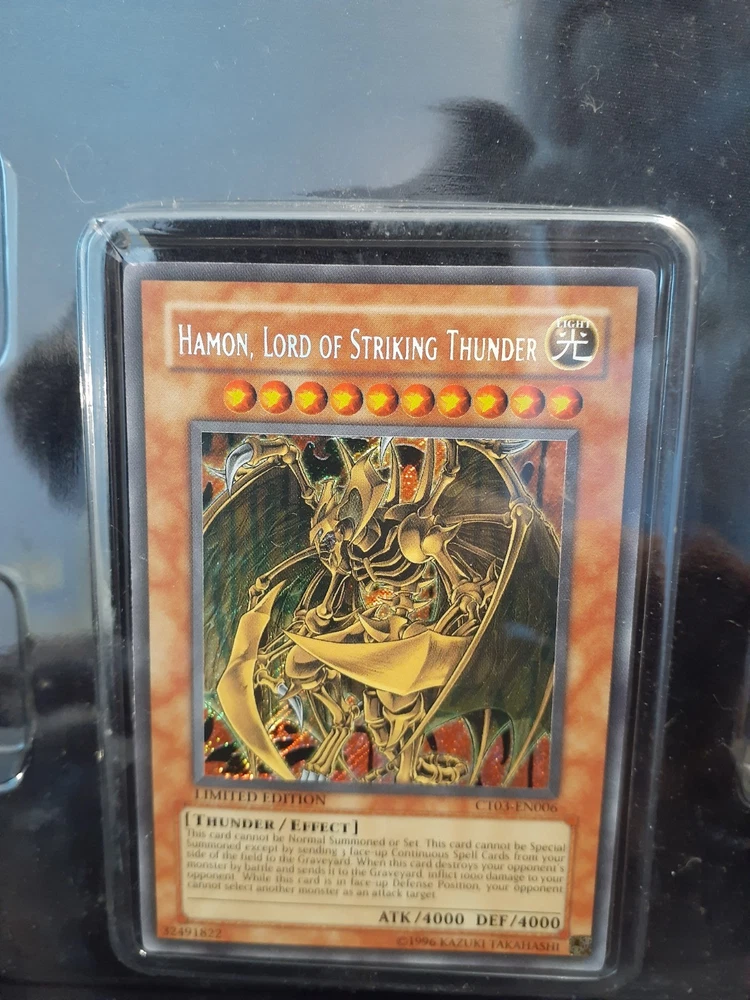 HAMON, LORD OF STRIKING THUNDER
LIGHT
光
LIMITED EDITION
CT03-EN006
[THUNDER / EFFECT]
This card cannot be Normal Summoned or Set. This card cannot be Special
Summoned except by sending 3 face-up Continuous Spell Cards from your
side of the field to the Graveyard. When this card destroys your opponent's
monster by battle and sends it to the Graveyard, inflict 1000 damage to your
opponent. While this card is in face-up Defense Position, your opponent
cannot select another monster as an attack target.
ATK/4000 DEF/4000
32491822
©1996 KAZUKI TAKAHASHI